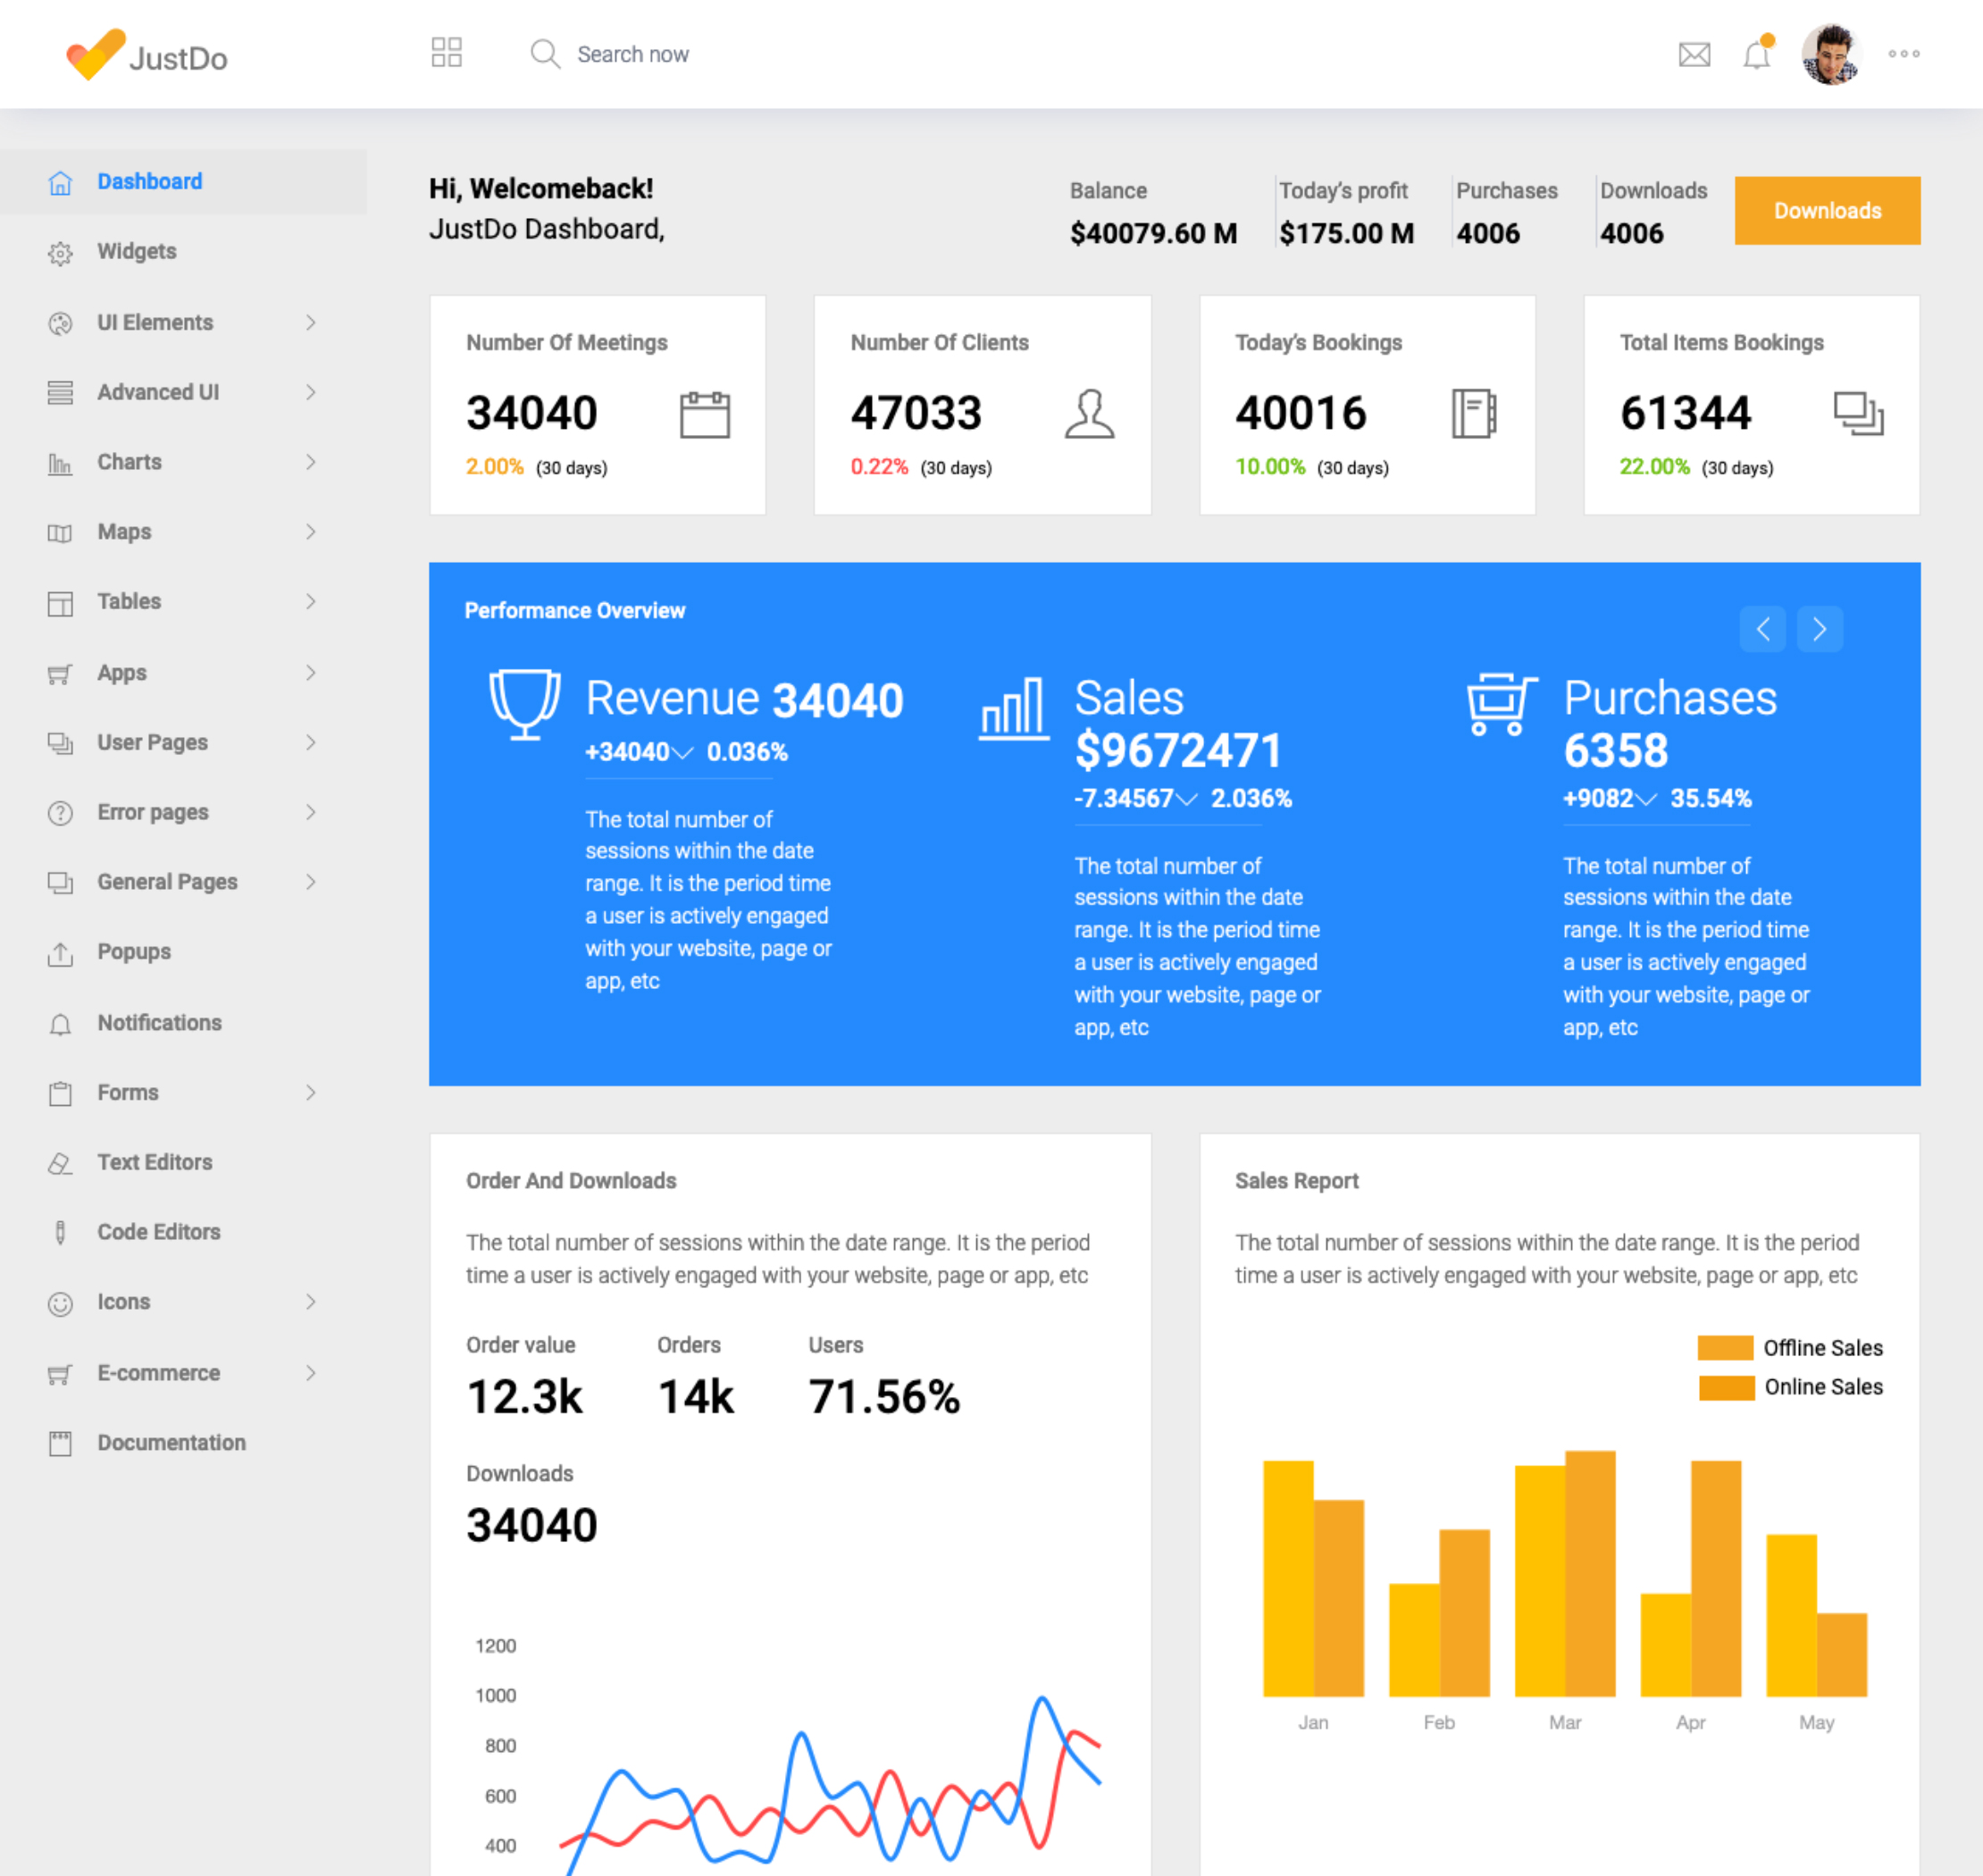 JustDo
Search now
Dashboard
Widgets
UI Elements
Advanced UI
Charts
Maps
Tables
Apps
User Pages
Error pages
General Pages
Popups
Notifications
Forms
Text Editors
Code Editors
Icons
E-commerce
Documentation
Hi, Welcomeback!
JustDo Dashboard,
Balance
$40079.60 M
Today's profit
$175.00 M
Purchases
4006
Downloads
4006
Downloads
Number Of Meetings
34040
2.00% (30 days)
Number Of Clients
47033
0.22% (30 days)
Today's Bookings
40016
10.00% (30 days)
Total Items Bookings
61344
22.00% (30 days)
Performance Overview
Revenue 34040
+34040 0.036%
The total number of
sessions within the date
range. It is the period time
a user is actively engaged
with your website, page or
app, etc
Sales
$9672471
-7.34567 2.036%
The total number of
sessions within the date
range. It is the period time
a user is actively engaged
with your website, page or
app, etc
Purchases
6358
+9082 35.54%
The total number of
sessions within the date
range. It is the period time
a user is actively engaged
with your website, page or
app, etc
Order And Downloads
The total number of sessions within the date range. It is the period
time a user is actively engaged with your website, page or app, etc
Order value
12.3k
Orders
14k
Users
71.56%
Downloads
34040
1200
1000
800
600
400
Sales Report
The total number of sessions within the date range. It is the period
time a user is actively engaged with your website, page or app, etc
Offline Sales
Online Sales
Jan Feb Mar Apr May